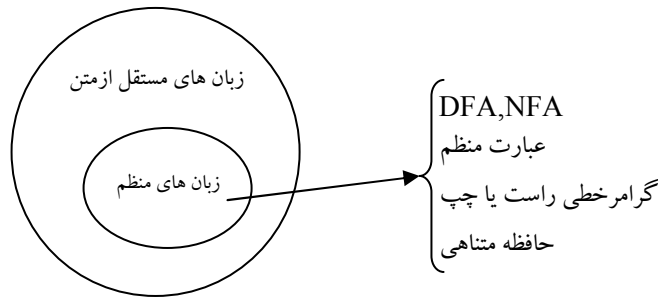 زبان های مستقل ازمتن
زبان های منظم
DFA,NFA
عبارت منظم
گرامرخطی راست یا چپ
حافظه متناهی